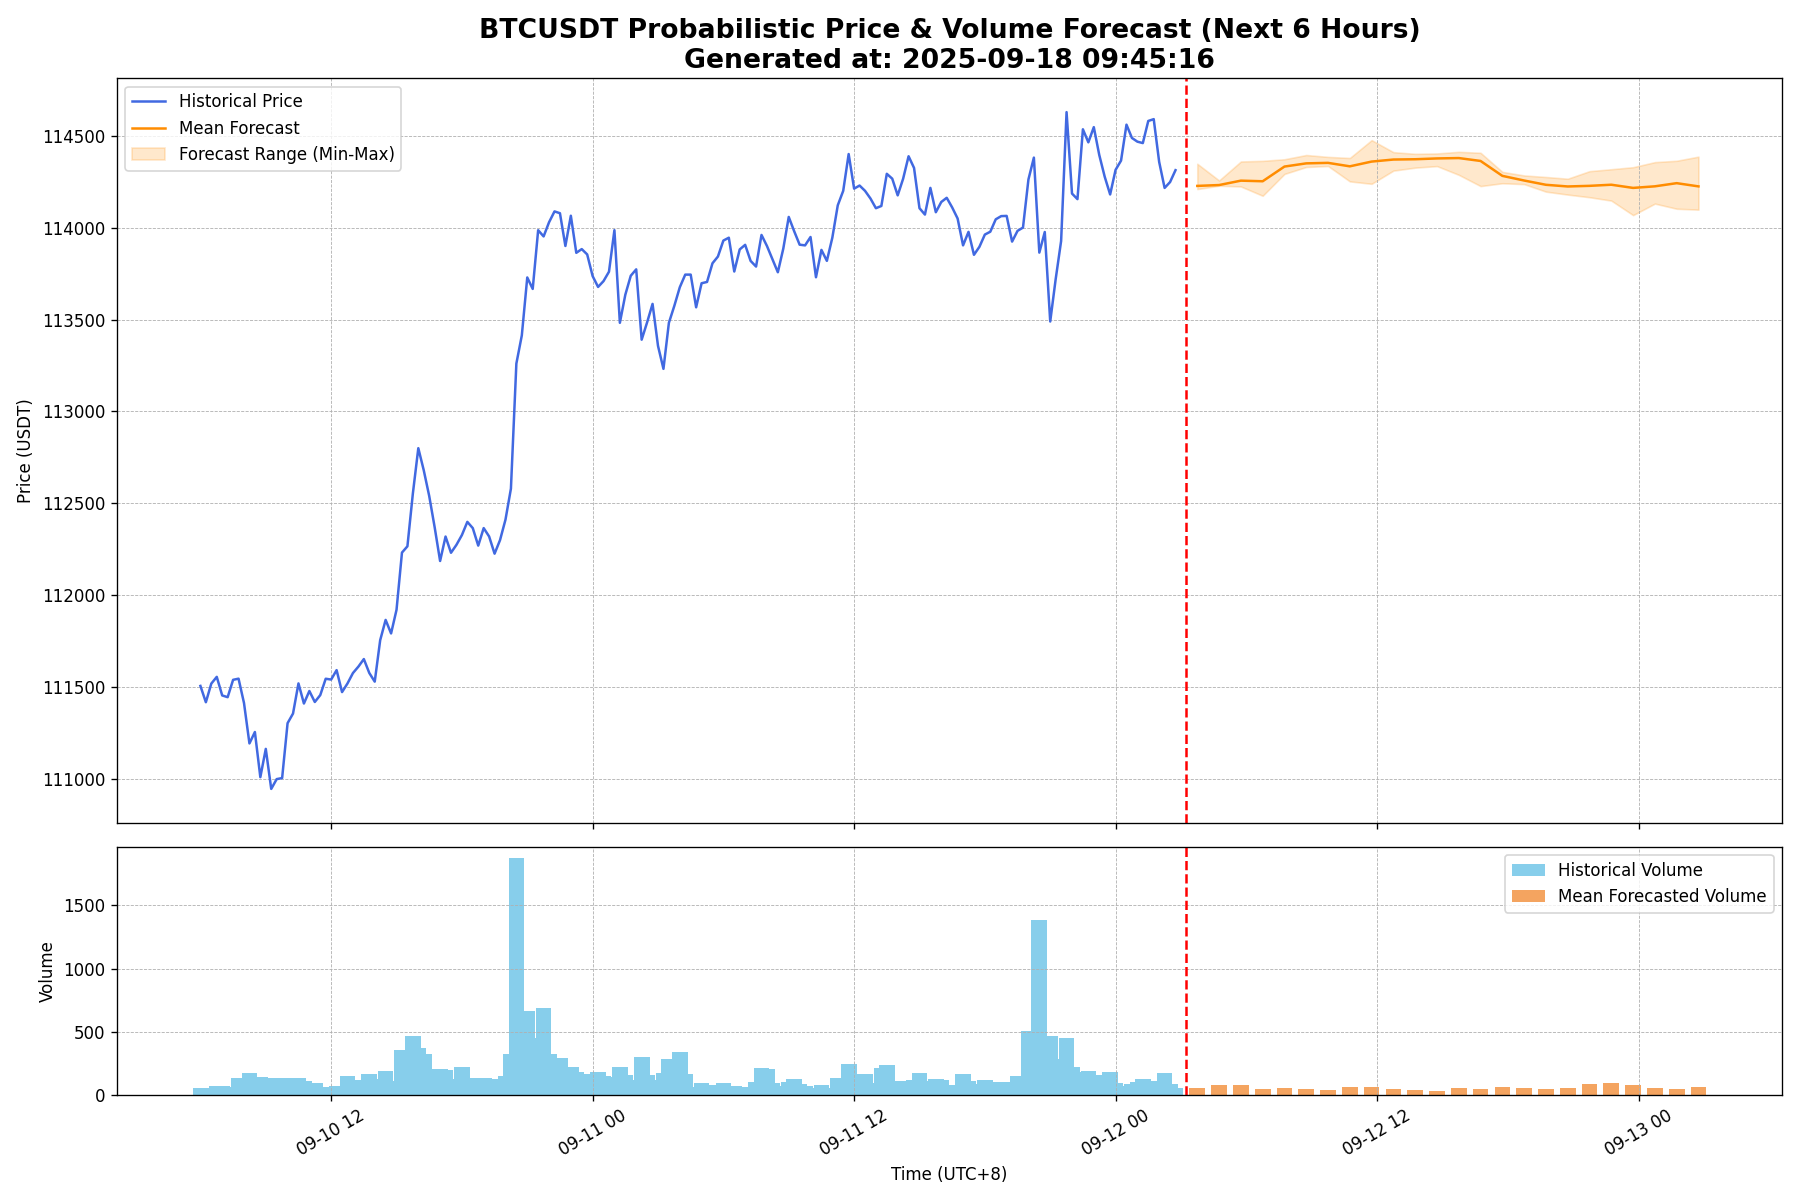 BTCUSDT Probabilistic Price & Volume Forecast (Next 6 Hours)
Generated at: 2025-09-18 09:45:16
Historical Price
Mean Forecast
Forecast Range (Min-Max)
Price (USDT)
114500
114000
113500
113000
112500
112000
111500
111000
Historical Volume
Mean Forecasted Volume
Volume
1500
1000
500
0
09-10 12
09-11 00
09-11 12
09-12 00
09-12 12
09-13 00
Time (UTC+8)